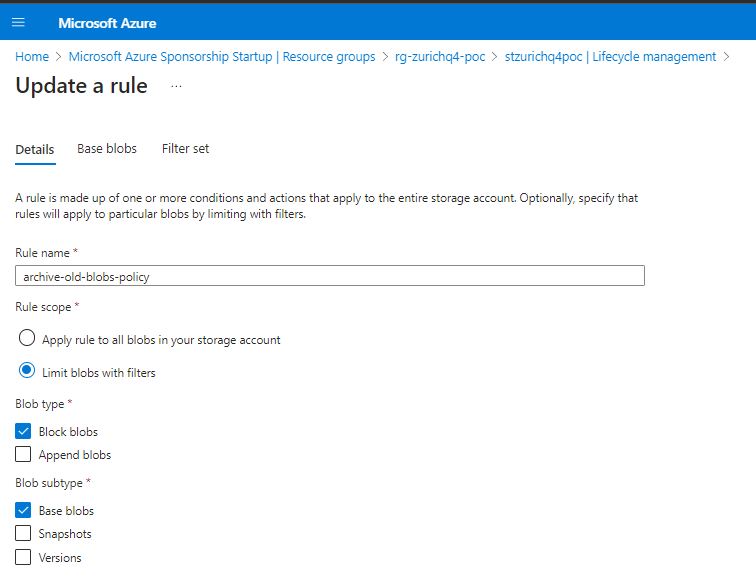 Microsoft Azure
Home > Microsoft Azure Sponsorship Startup | Resource groups > rg-zurichq4-poc > stzurichq4poc | Lifecycle management >
Update a rule ...
Details Base blobs Filter set
A rule is made up of one or more conditions and actions that apply to the entire storage account. Optionally, specify that
rules will apply to particular blobs by limiting with filters.
Rule name *
archive-old-blobs-policy
Rule scope *
Apply rule to all blobs in your storage account
Limit blobs with filters
Blob type *
Block blobs
Append blobs
Blob subtype *
Base blobs
Snapshots
Versions